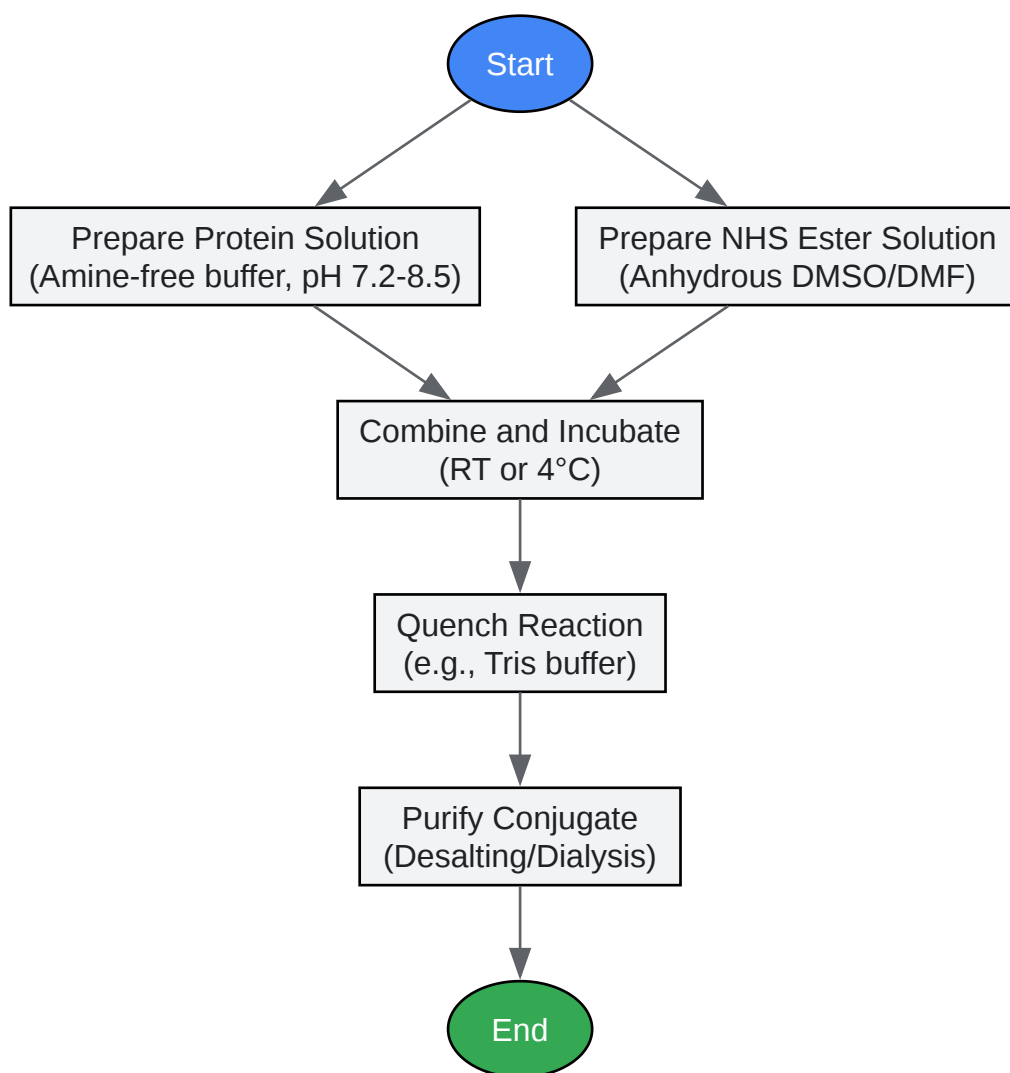 Start
Prepare Protein Solution
(Amine-free buffer, pH 7.2-8.5)
Prepare NHS Ester Solution
(Anhydrous DMSO/DMF)
Combine and Incubate
(RT or 4°C)
Quench Reaction
(e.g., Tris buffer)
Purify Conjugate
(Desalting/Dialysis)
End